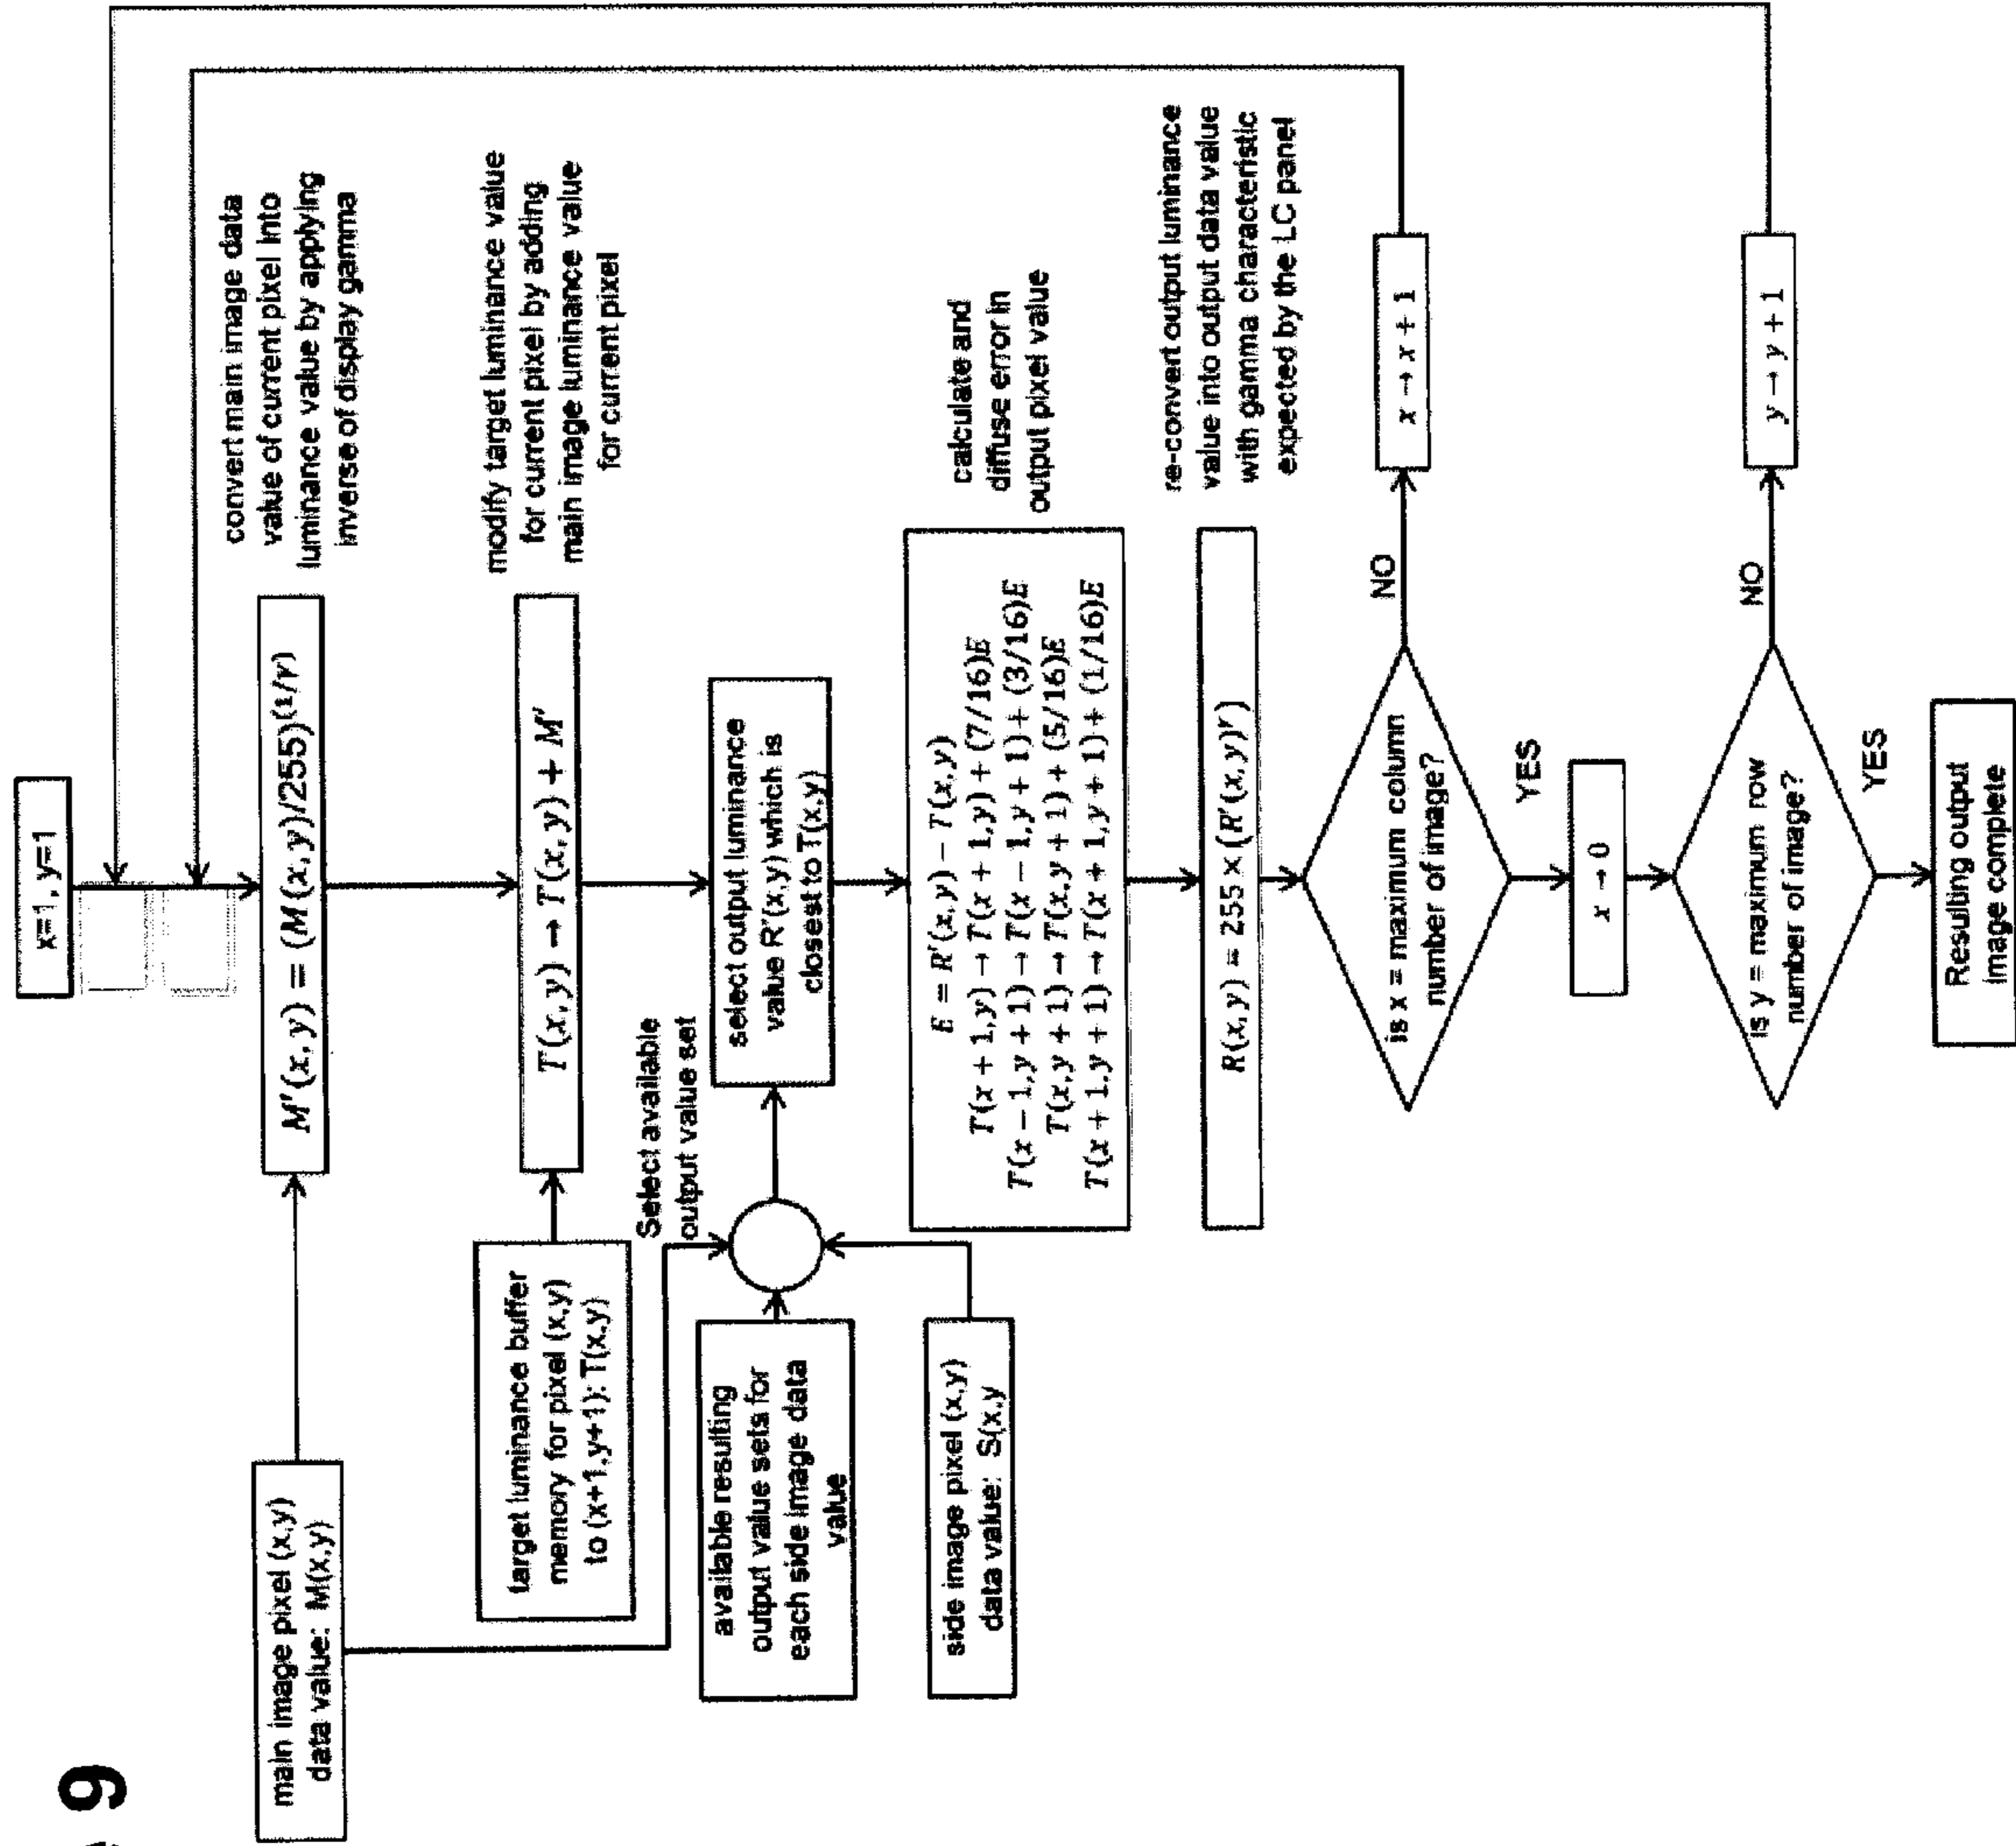 9
x=1, y=1
convert main image data
value of current pixel into
luminance value by applying
inverse of display gamma
main image pixel (x,y)
data value: M(x,y)
M'(x,y) = (M(x,y)/255)^(1/γ)
modify target luminance value
for current pixel by adding
main image luminance value
for current pixel
target luminance buffer
memory for pixel (x,y)
to (x+1,y+1): T(x,y)
T(x,y) → T(x,y) + M'
Select available
output value set
available resulting
output value sets for
each side image data
value
select output luminance
value R'(x,y) which is
closest to T(x,y)
side image pixel (x,y)
data value: S(x,y
calculate and
diffuse error in
output pixel value
E = R'(x,y) − T(x,y)
T(x + 1,y) → T(x + 1,y) + (7/16)E
T(x − 1,y + 1) → T(x − 1,y + 1) + (3/16)E
T(x,y + 1) → T(x,y + 1) + (5/16)E
T(x + 1,y + 1) → T(x + 1,y + 1) + (1/16)E
re-convert output luminance
value into output data value
with gamma characteristic
expected by the LC panel
R(x,y) = 255 × (R'(x,y)^γ)
is x = maximum column
number of image?
NO
x → x + 1
YES
x → 0
is y = maximum row
number of image?
NO
y → y + 1
YES
Resulting output
image complete